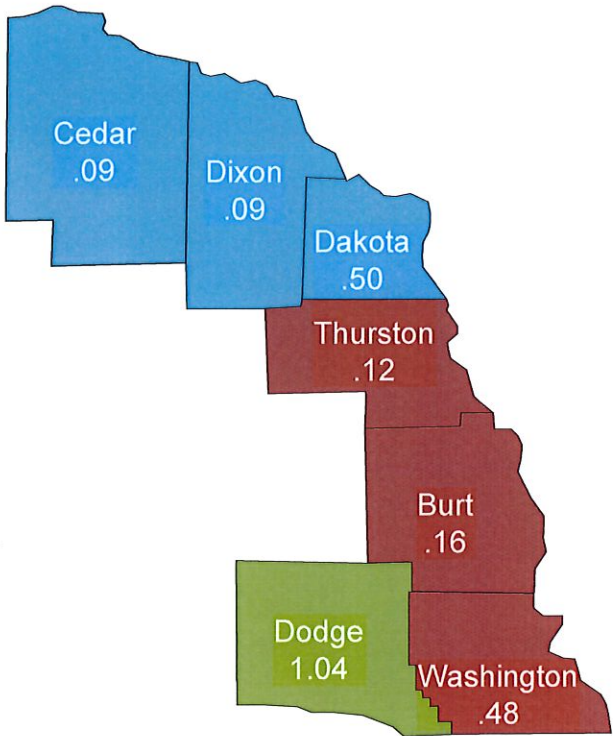 Cedar
.09
Dixon
.09
Dakota
.50
Thurston
.12
Burt
.16
Dodge
1.04
Washington
.48